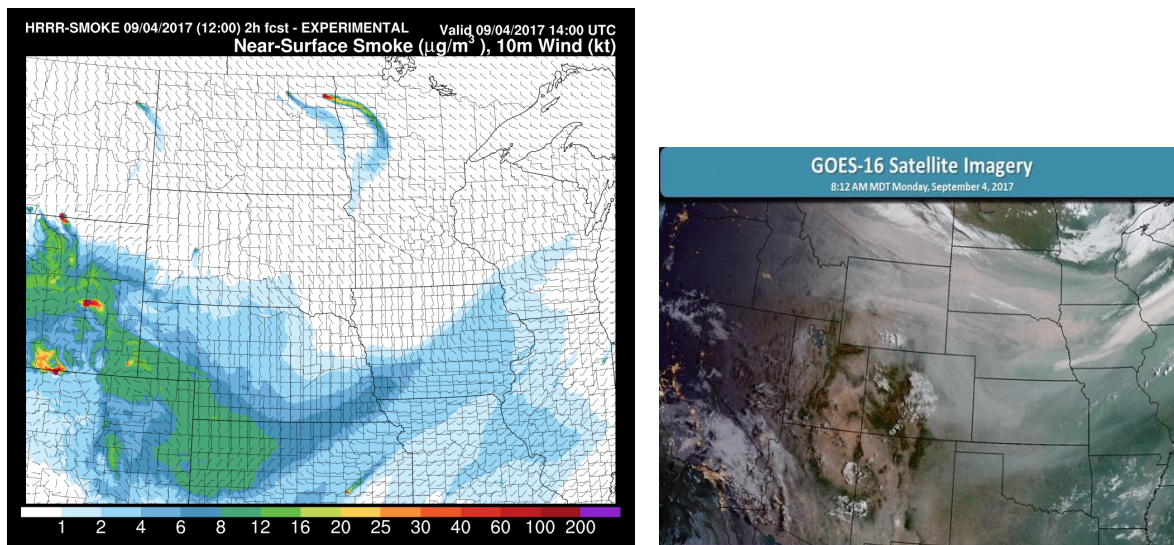 HRRR-SMOKE 09/04/2017 (12:00) 2h fcst - EXPERIMENTAL Valid 09/04/2017 14:00 UTC
Near-Surface Smoke (μg/m³), 10m Wind (kt)
1 2 4 6 8 12 16 20 25 30 40 60 100 200
GOES-16 Satellite Imagery
8:12 AM MDT Monday, September 4, 2017